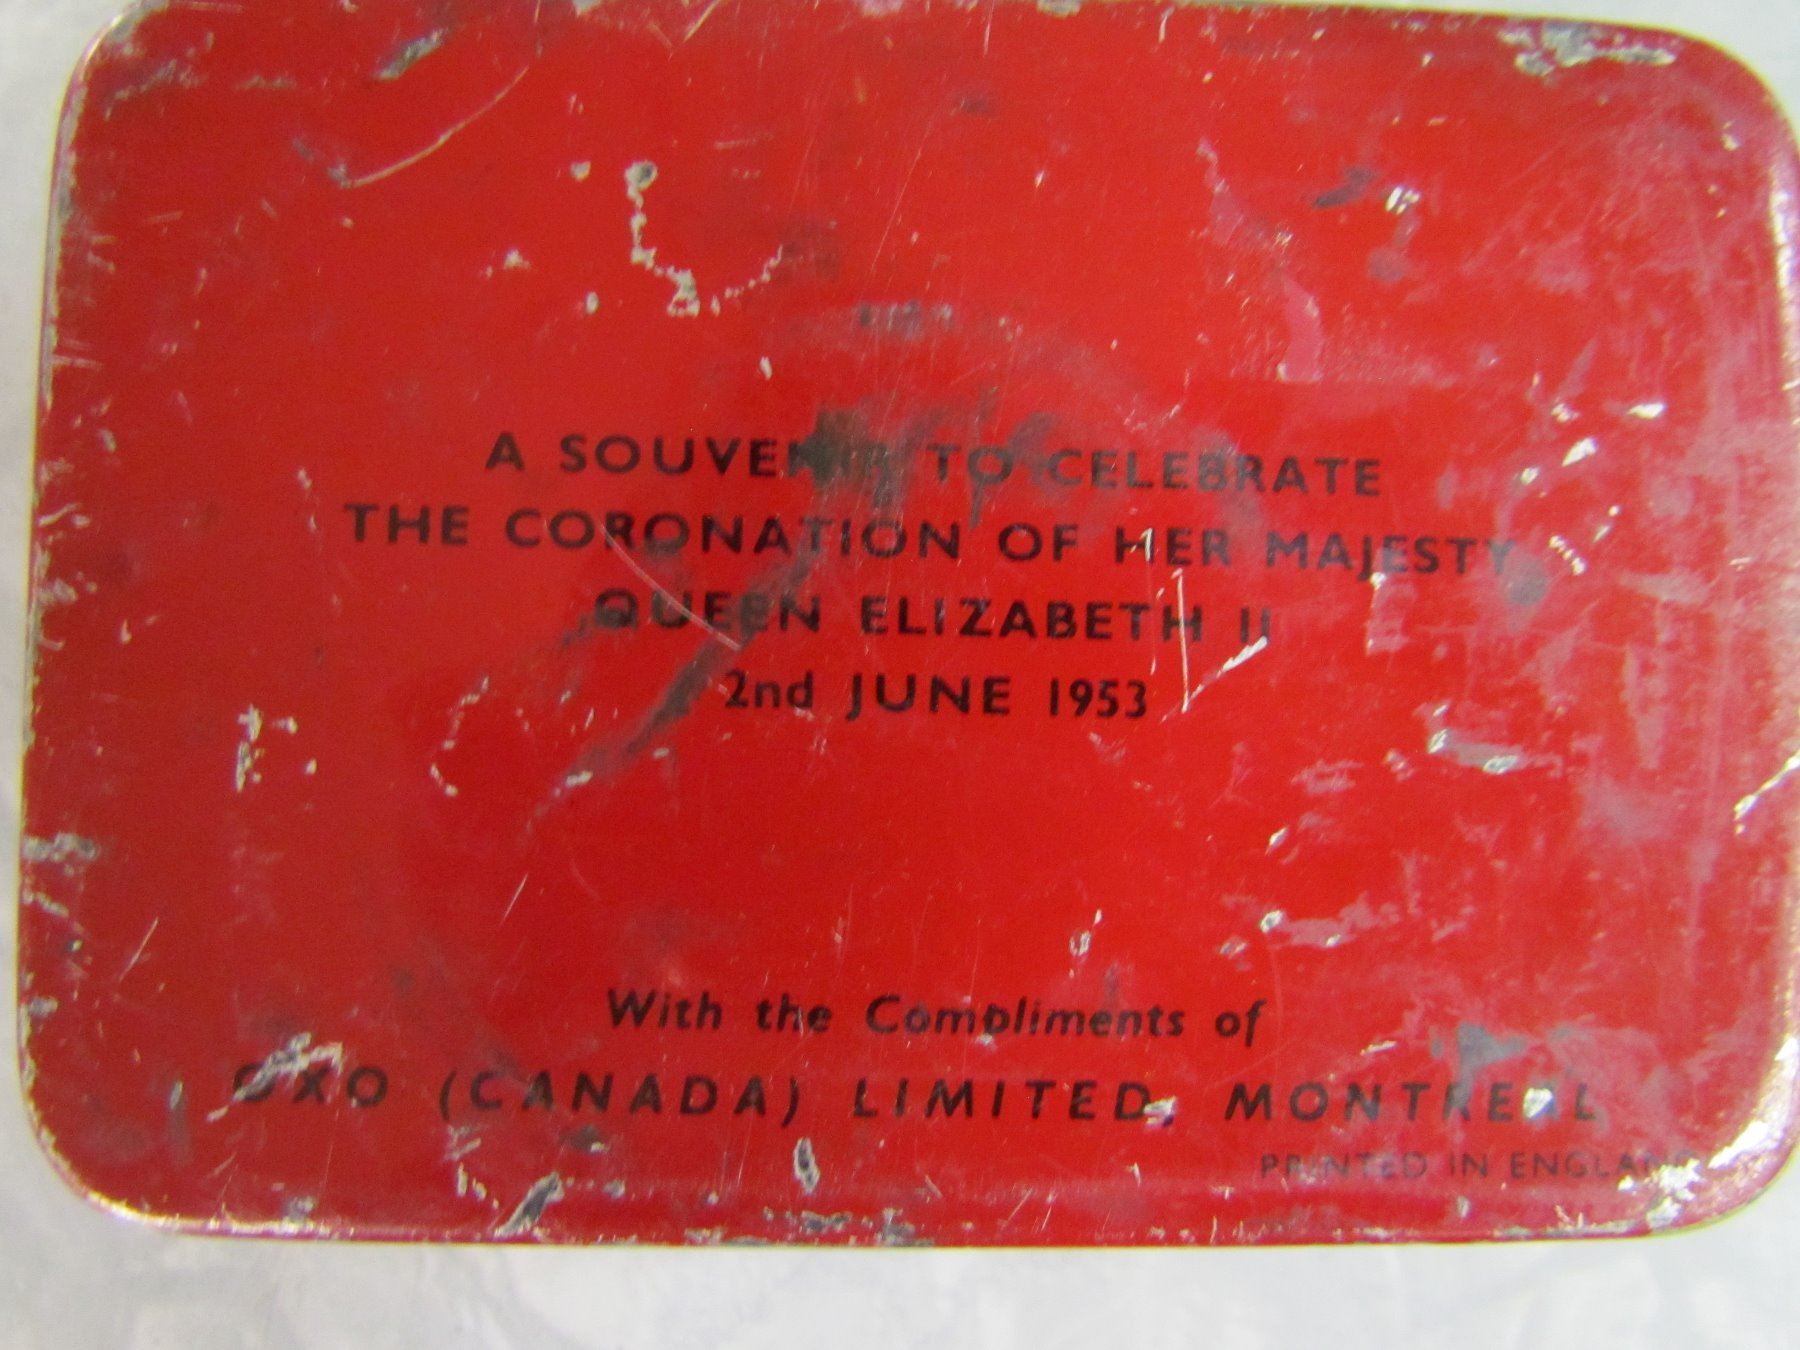 A SOUVENIR TO CELEBRATE
THE CORONATION OF HER MAJESTY
QUEEN ELIZABETH II
2nd JUNE 1953
With the Compliments of
OXO (CANADA) LIMITED, MONTREAL
PRINTED IN ENGLAND